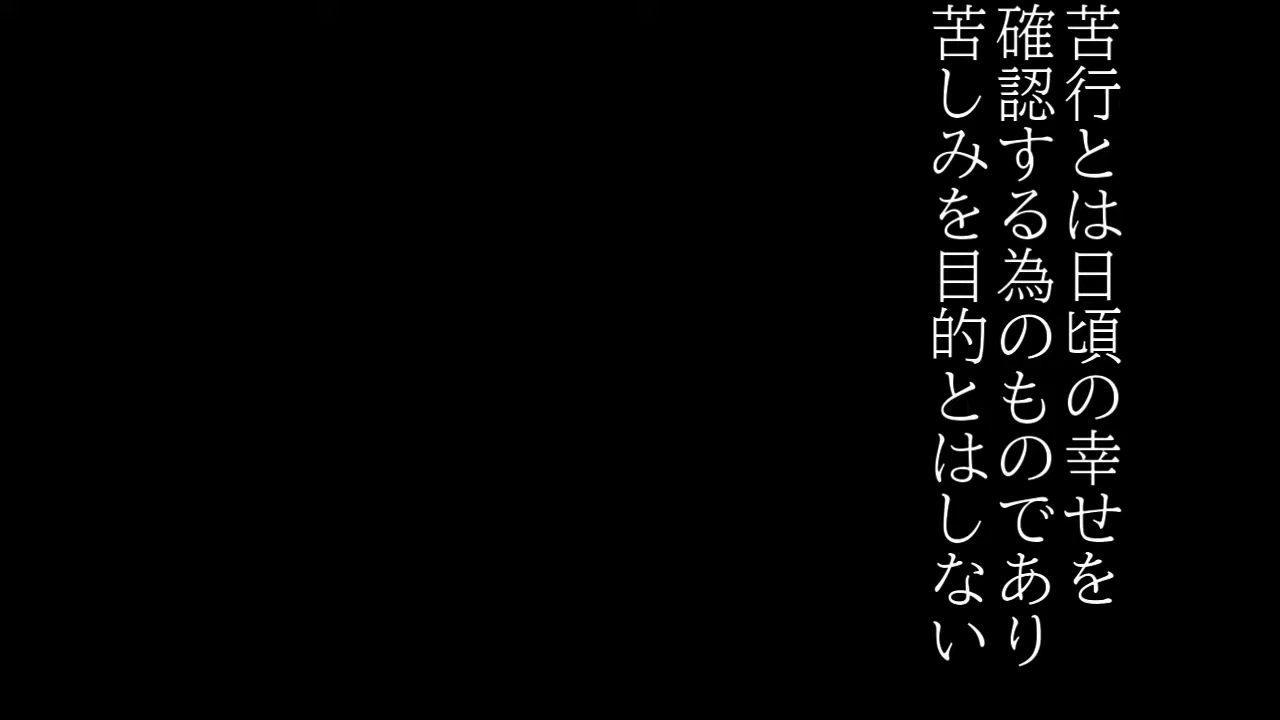 苦行とは日頃の幸せを
確認する為のものであり
苦しみを目的とはしない